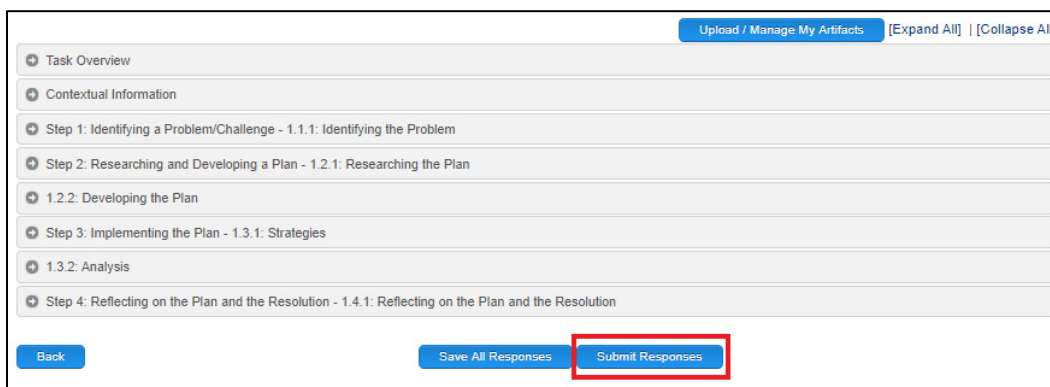 Upload / Manage My Artifacts [Expand All] | [Collapse Al
Task Overview
Contextual Information
Step 1: Identifying a Problem/Challenge - 1.1.1: Identifying the Problem
Step 2: Researching and Developing a Plan - 1.2.1: Researching the Plan
1.2.2: Developing the Plan
Step 3: Implementing the Plan - 1.3.1: Strategies
1.3.2: Analysis
Step 4: Reflecting on the Plan and the Resolution - 1.4.1: Reflecting on the Plan and the Resolution
Back Save All Responses Submit Responses